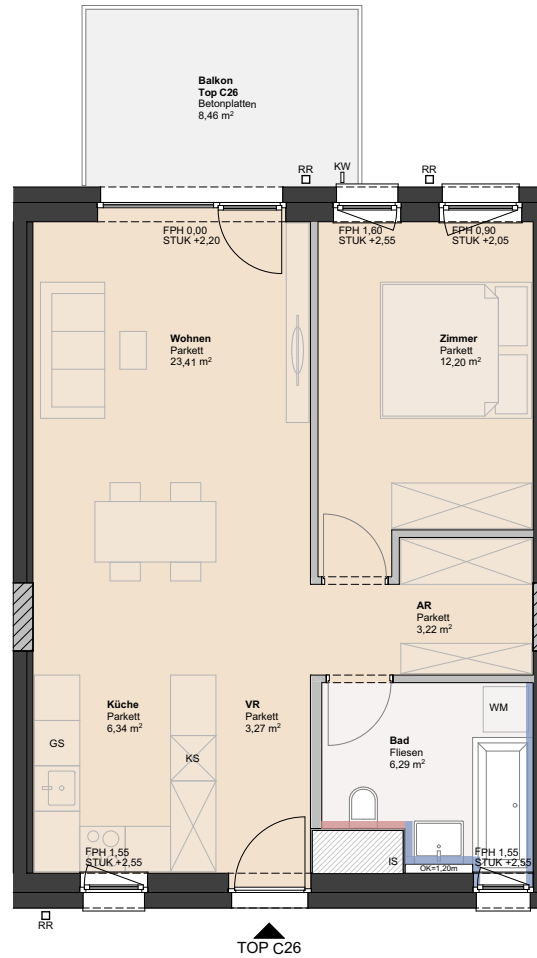 Balkon
Top C26
Betonplatten
8,46 m²
RR
KW
RR
FPH 0,00
STUK +2,20
FPH 1,60
STUK +2,55
FPH 0,90
STUK +2,05
Wohnen
Parkett
23,41 m²
Zimmer
Parkett
12,20 m²
AR
Parkett
3,22 m²
Küche
Parkett
6,34 m²
VR
Parkett
3,27 m²
WM
GS
KS
Bad
Fliesen
6,29 m²
FPH 1,55
STUK +2,55
IS
OK=1,20m
FPH 1,55
STUK +2,55
RR
TOP C26